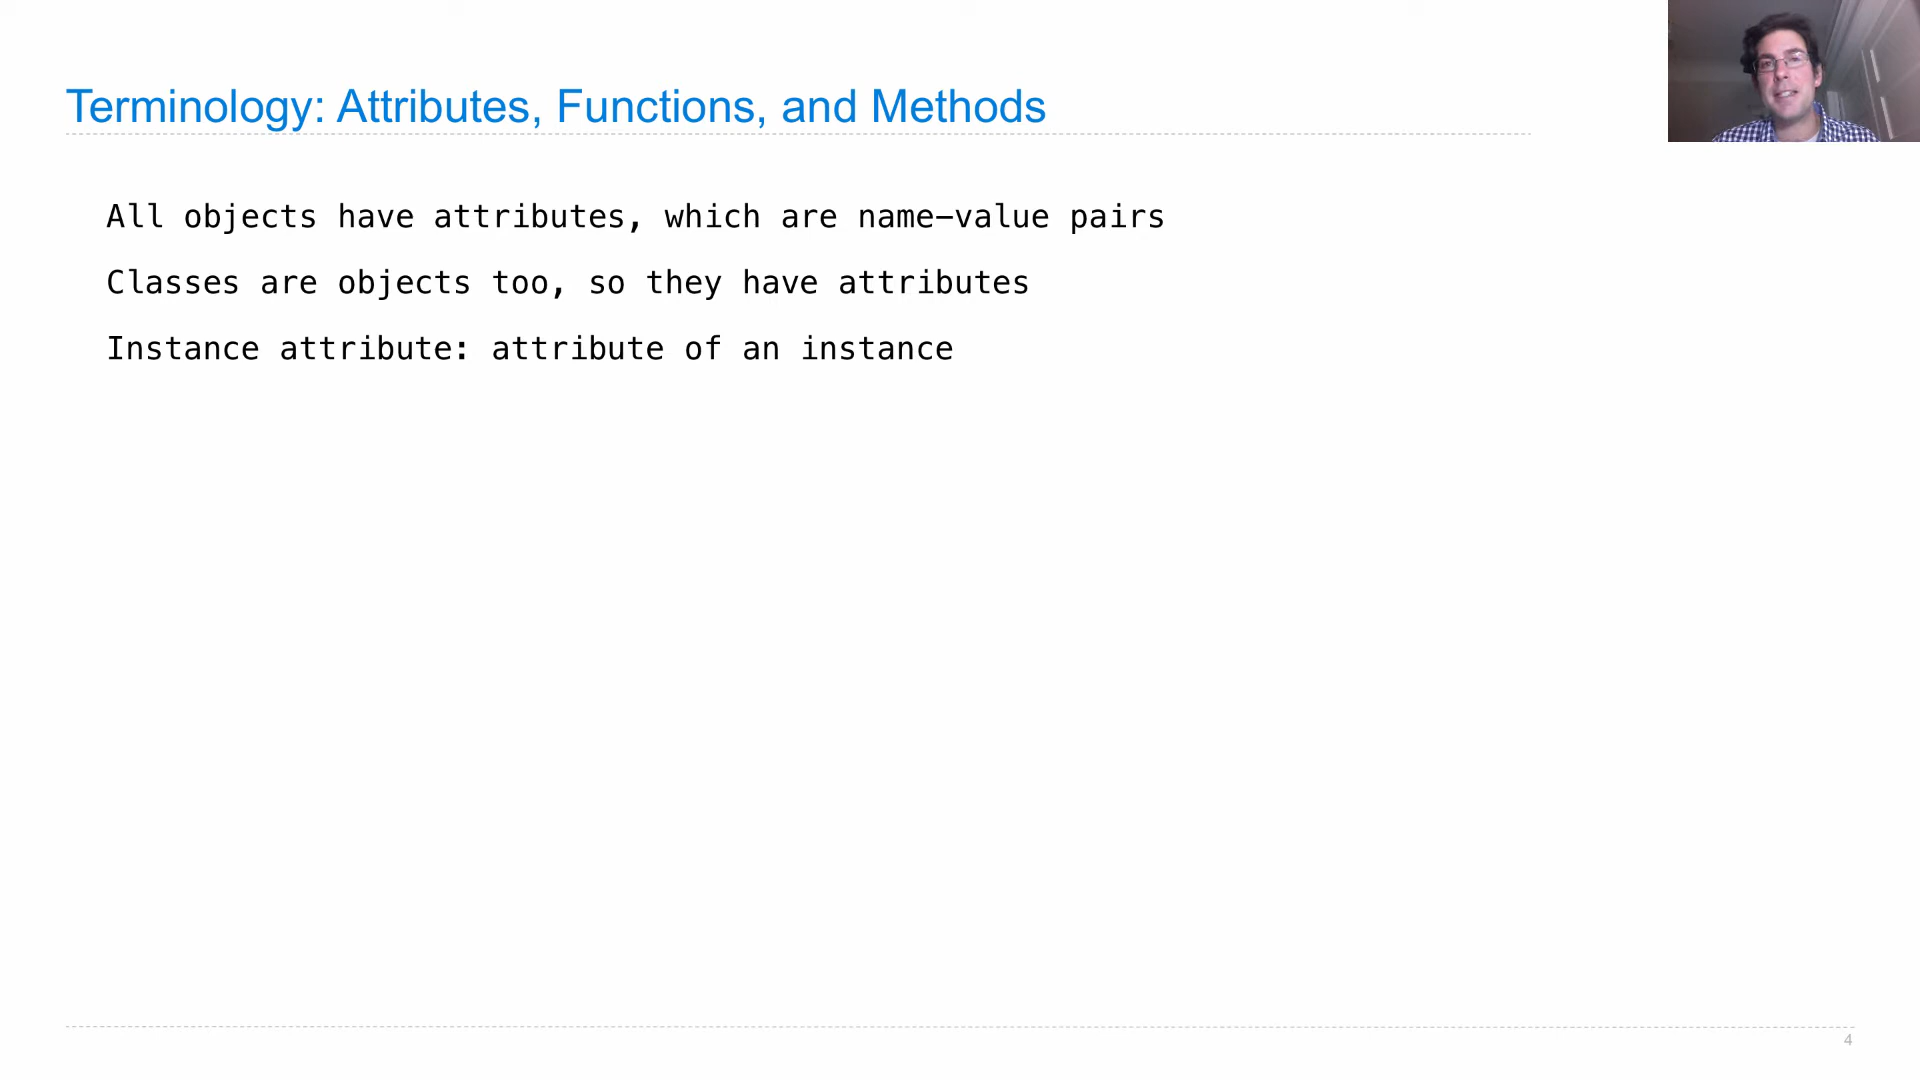 Terminology: Attributes, Functions, and Methods
All objects have attributes, which are name-value pairs
Classes are objects too, so they have attributes
Instance attribute: attribute of an instance
4